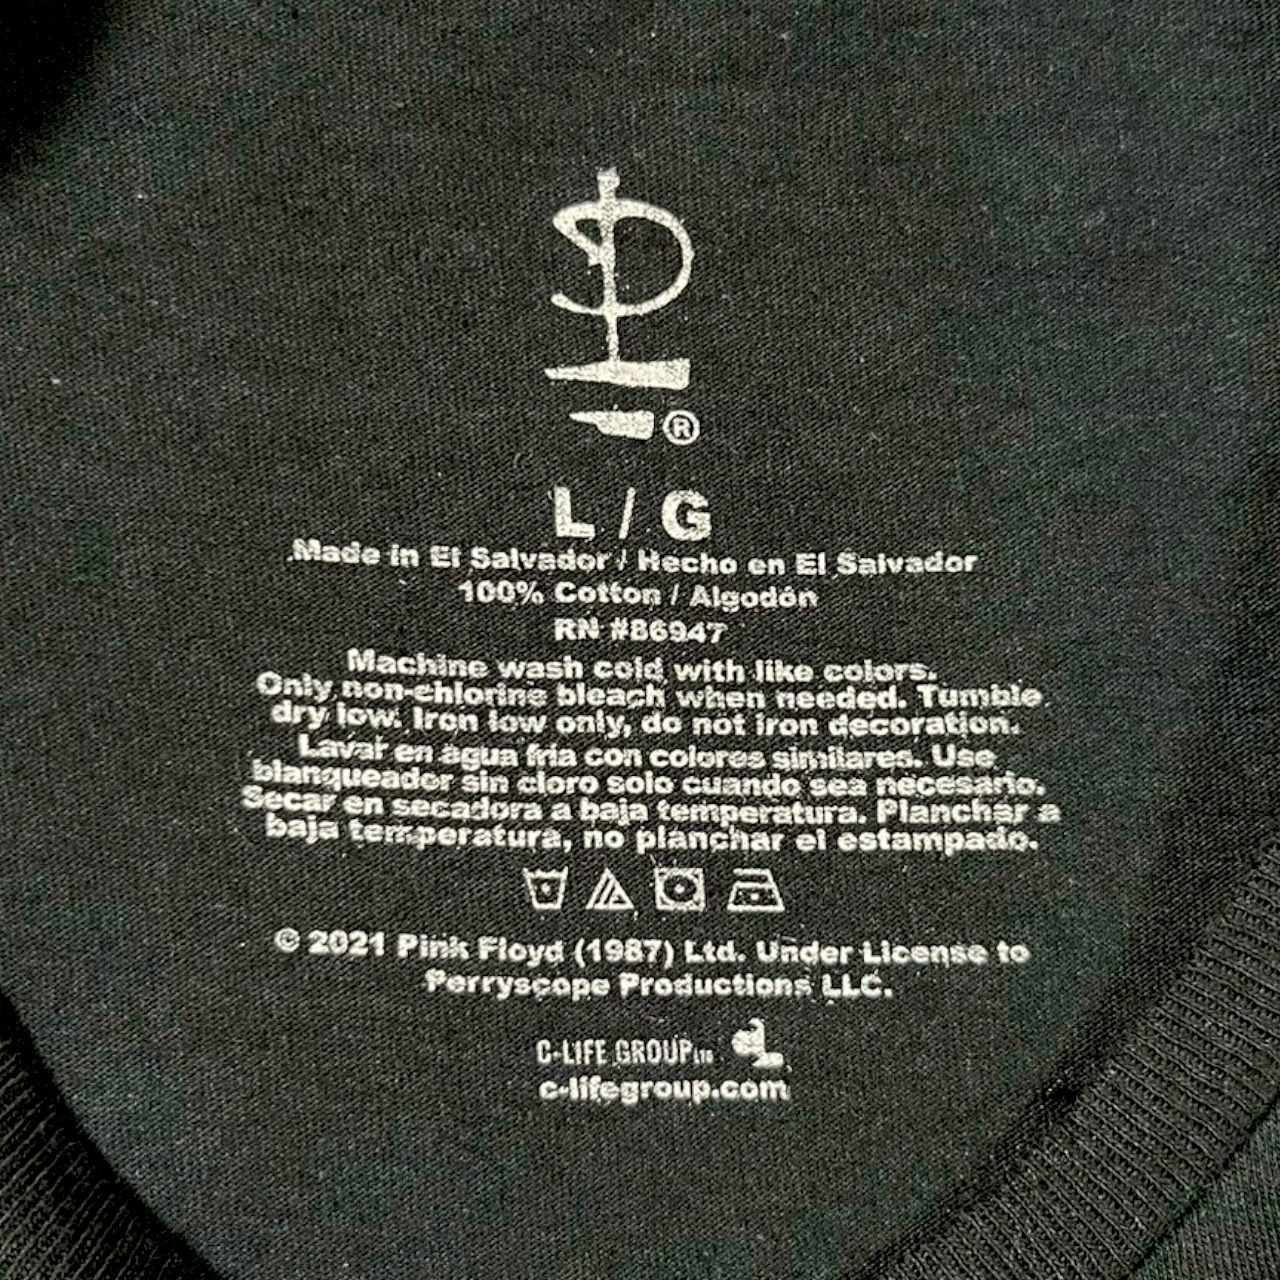 ®
L / G
Made in El Salvador / Hecho en El Salvador
100% Cotton / Algodón
RN #86947
Machine wash cold with like colors.
Only non-chlorine bleach when needed. Tumble
dry low. Iron low only, do not iron decoration.
Lavar en agua fria con colores similares. Use
blanqueador sin cloro solo cuando sea necesario.
Secar en secadora a baja temperatura. Planchar a
baja temperatura, no planchar el estampado.
© 2021 Pink Floyd (1987) Ltd. Under License to
Perryscope Productions LLC.
C-LIFE GROUP LTD
c-lifegroup.com